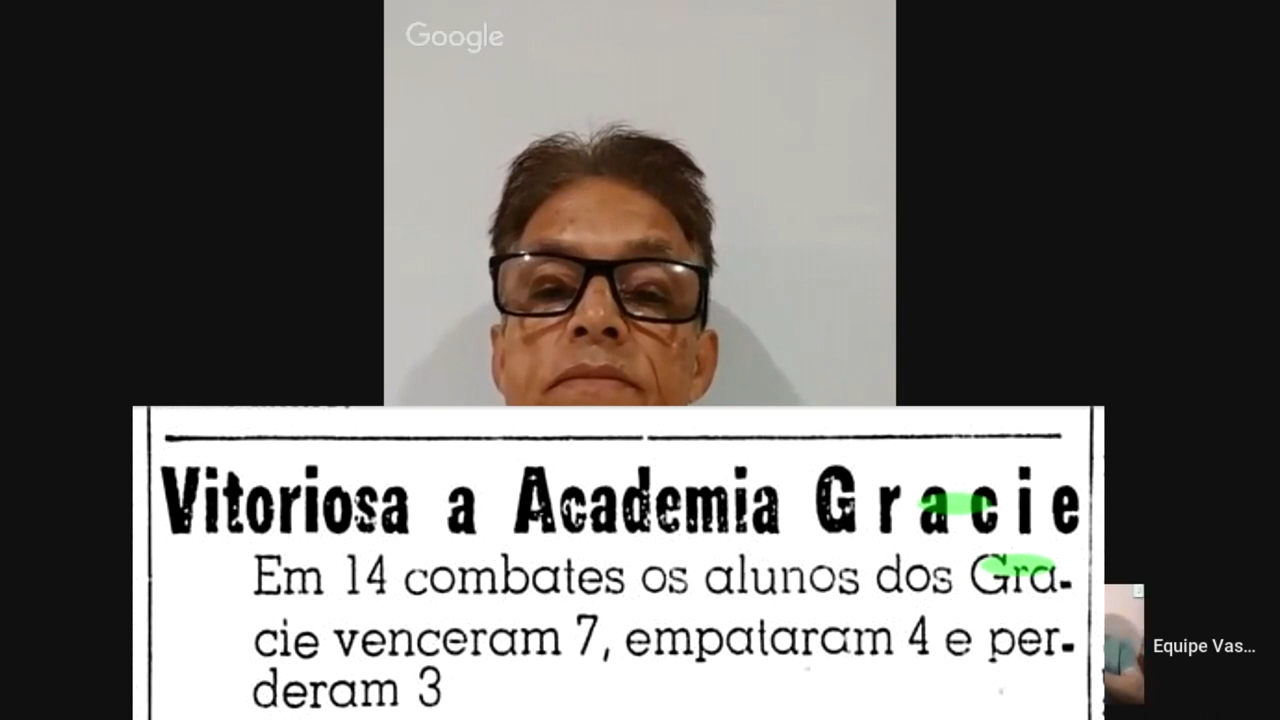 Google
Vitoriosa a Academia Gracie
Em 14 combates os alunos dos Gra-
cie venceram 7, empataram 4 e per-
deram 3
Equipe Vas...